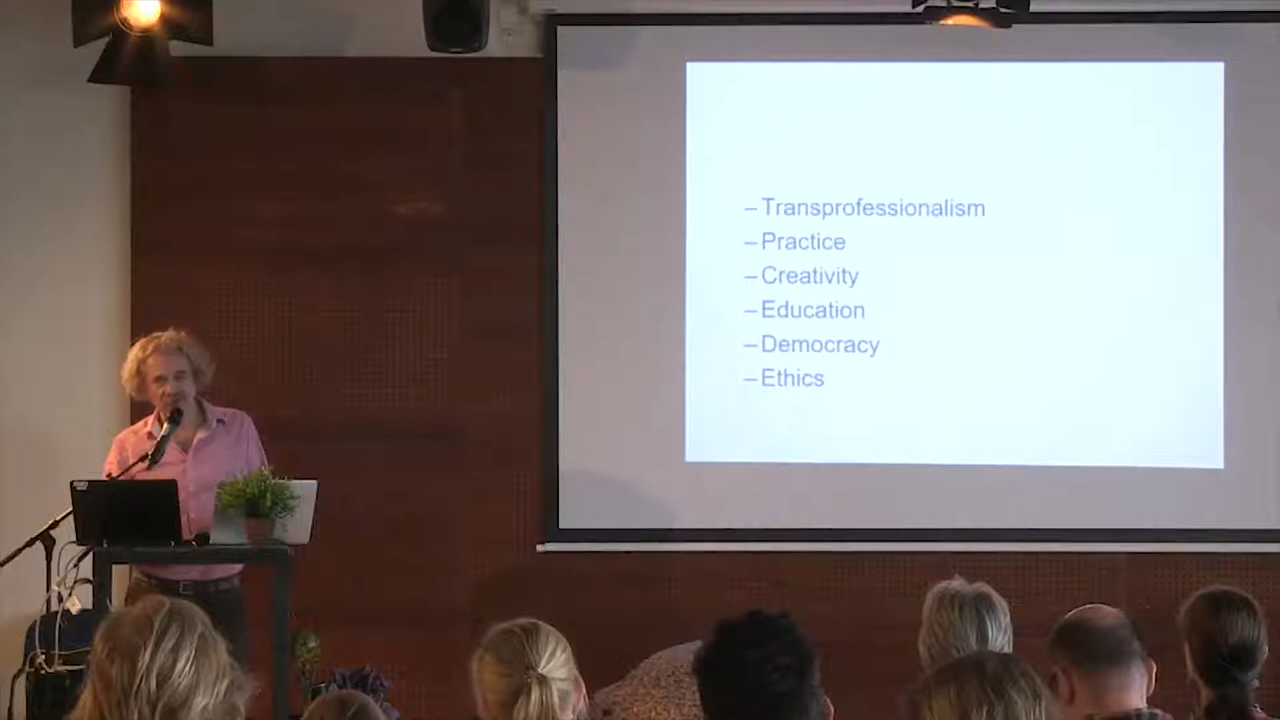 – Transprofessionalism
– Practice
– Creativity
– Education
– Democracy
– Ethics